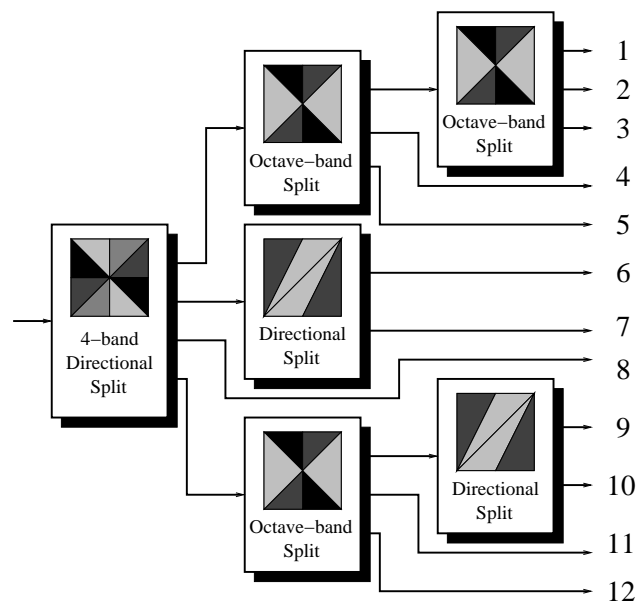 1
2
Octave−band
Split
3
Octave−band
Split
4
5
6
4−band
Directional
Split
Directional
Split
7
8
9
Directional
Split
10
Octave−band
Split
11
12